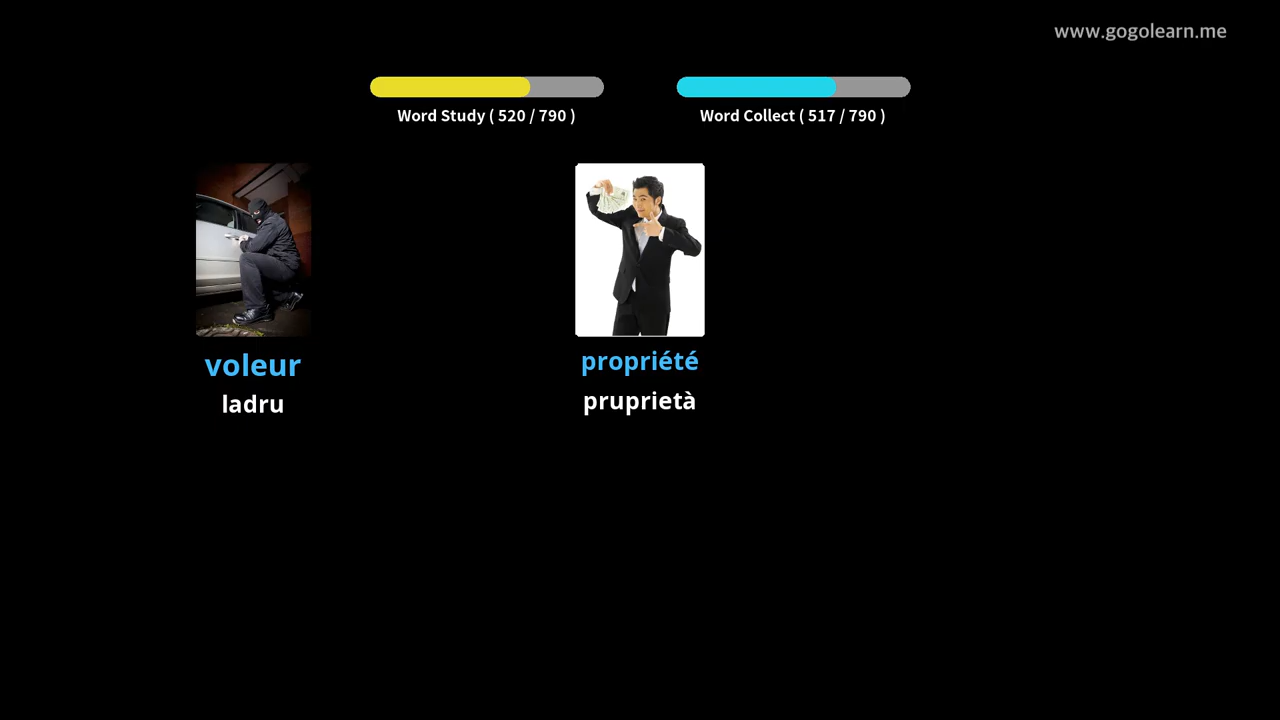 www.gogolearn.me
Word Study ( 520 / 790 )
Word Collect ( 517 / 790 )
voleur
ladru
propriété
pruprietà